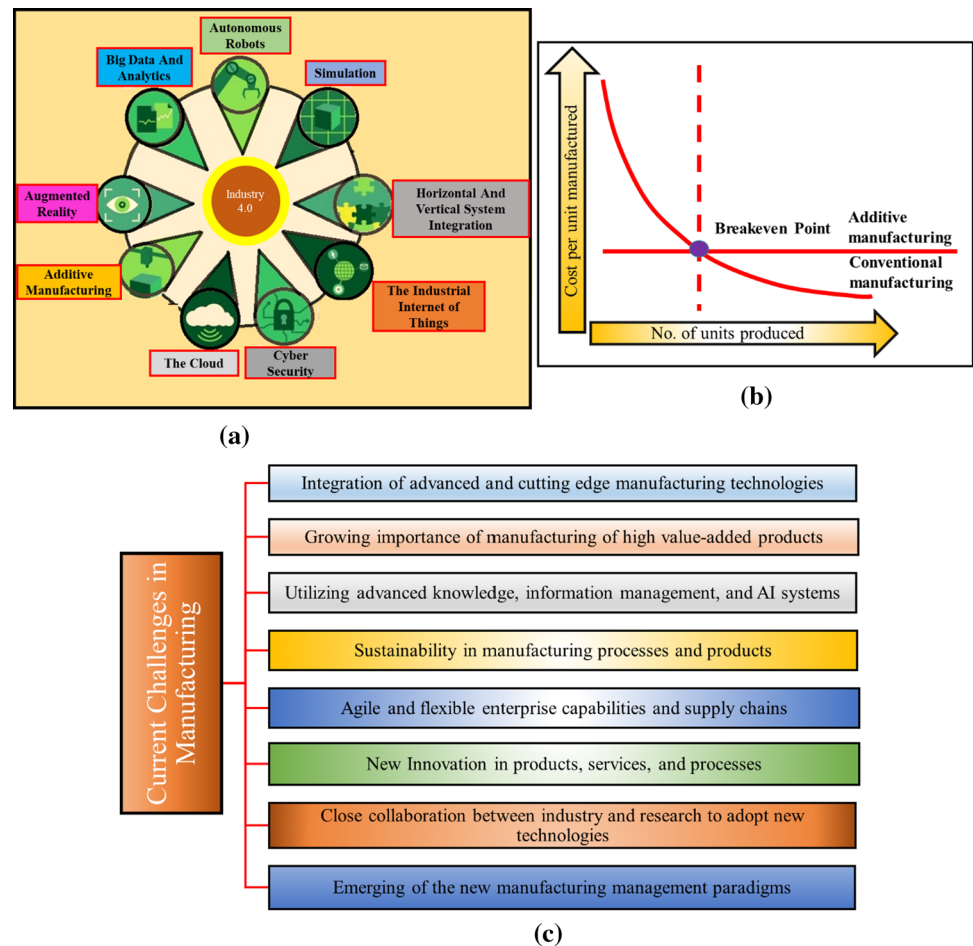 Autonomous
Robots
Big Data And
Analytics
Simulation
Augmented
Reality
Industry
4.0
Horizontal And
Vertical System
Integration
Additive
Manufacturing
The Industrial
Internet of
Things
The Cloud
Cyber
Security
(a)
Cost per unit manufactured
Breakeven Point
Additive
manufacturing
Conventional
manufacturing
No. of units produced
(b)
Current Challenges in
Manufacturing
Integration of advanced and cutting edge manufacturing technologies
Growing importance of manufacturing of high value-added products
Utilizing advanced knowledge, information management, and AI systems
Sustainability in manufacturing processes and products
Agile and flexible enterprise capabilities and supply chains
New Innovation in products, services, and processes
Close collaboration between industry and research to adopt new
technologies
Emerging of the new manufacturing management paradigms
(c)